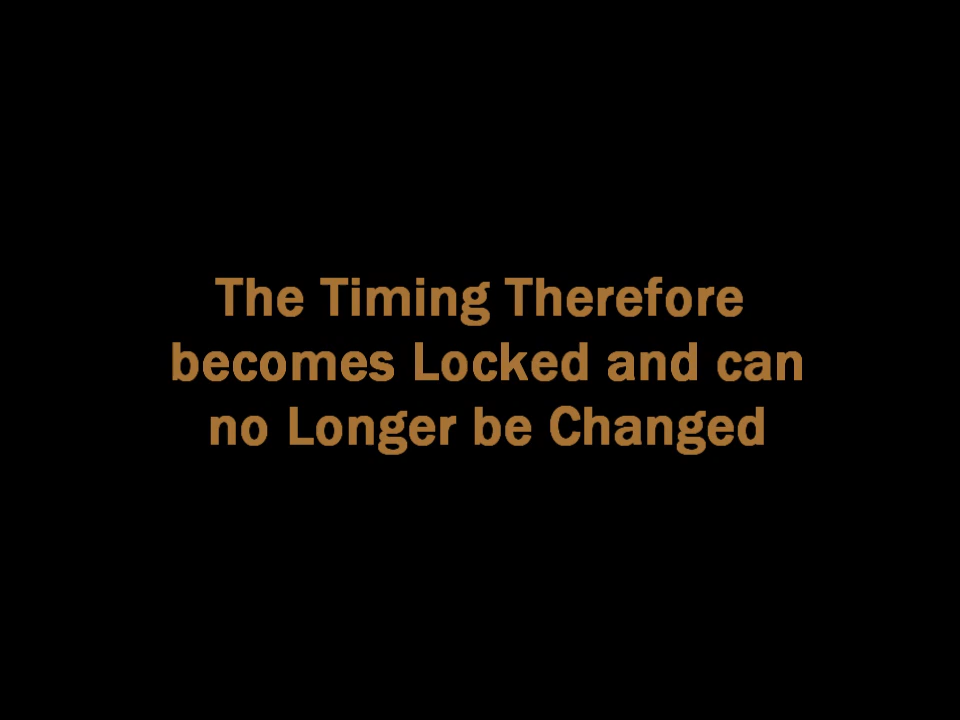 The Timing Therefore
becomes Locked and can
no Longer be Changed